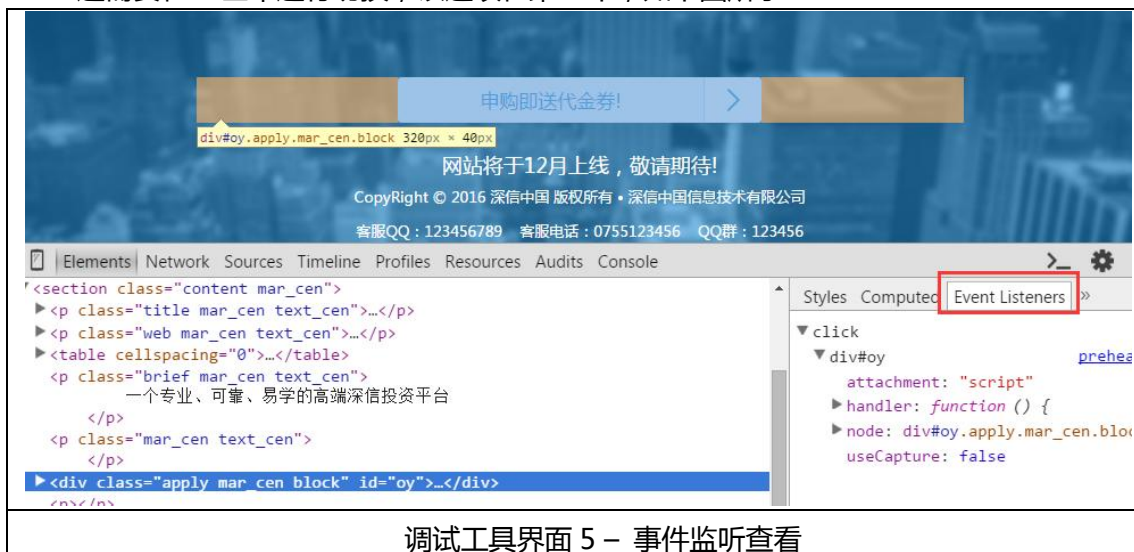 申购即送代金券!
div#oy.apply.mar_cen.block 320px × 40px
网站将于12月上线，敬请期待!
CopyRight © 2016 深信中国 版权所有 • 深信中国信息技术有限公司
客服QQ：123456789 客服电话：0755123456 QQ群：123456
Elements Network Sources Timeline Profiles Resources Audits Console
<section class="content mar_cen">
<p class="title mar_cen text_cen">…</p>
<p class="web mar_cen text_cen">…</p>
<table cellspacing="0">…</table>
<p class="brief mar_cen text_cen">
一个专业、可靠、易学的高端深信投资平台
</p>
<p class="mar_cen text_cen">
</p>
<div class="apply mar_cen block" id="oy">…</div>
<p></p>
Styles Computed Event Listeners »
click
div#oy prehea
attachment: "script"
handler: function () {
node: div#oy.apply.mar_cen.bloc
useCapture: false
调试工具界面 5 – 事件监听查看